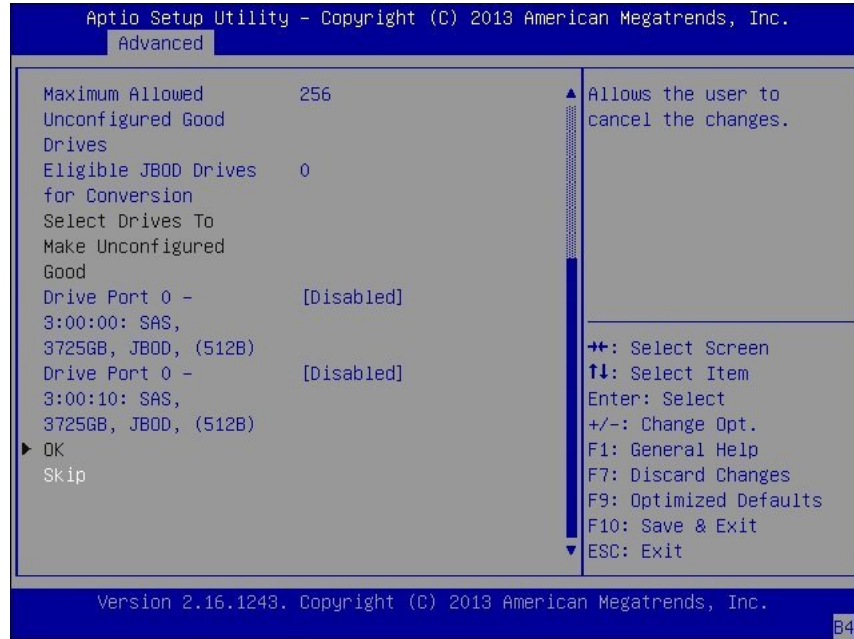 Aptio Setup Utility – Copyright (C) 2013 American Megatrends, Inc.
Advanced
Maximum Allowed 256
Unconfigured Good
Drives
Eligible JBOD Drives 0
for Conversion
Select Drives To
Make Unconfigured
Good
Drive Port 0 – [Disabled]
3:00:00: SAS,
3725GB, JBOD, (512B)
Drive Port 0 – [Disabled]
3:00:10: SAS,
3725GB, JBOD, (512B)
▶ OK
Skip
Allows the user to
cancel the changes.
→←: Select Screen
↑↓: Select Item
Enter: Select
+/-: Change Opt.
F1: General Help
F7: Discard Changes
F9: Optimized Defaults
F10: Save & Exit
ESC: Exit
Version 2.16.1243. Copyright (C) 2013 American Megatrends, Inc.
B4